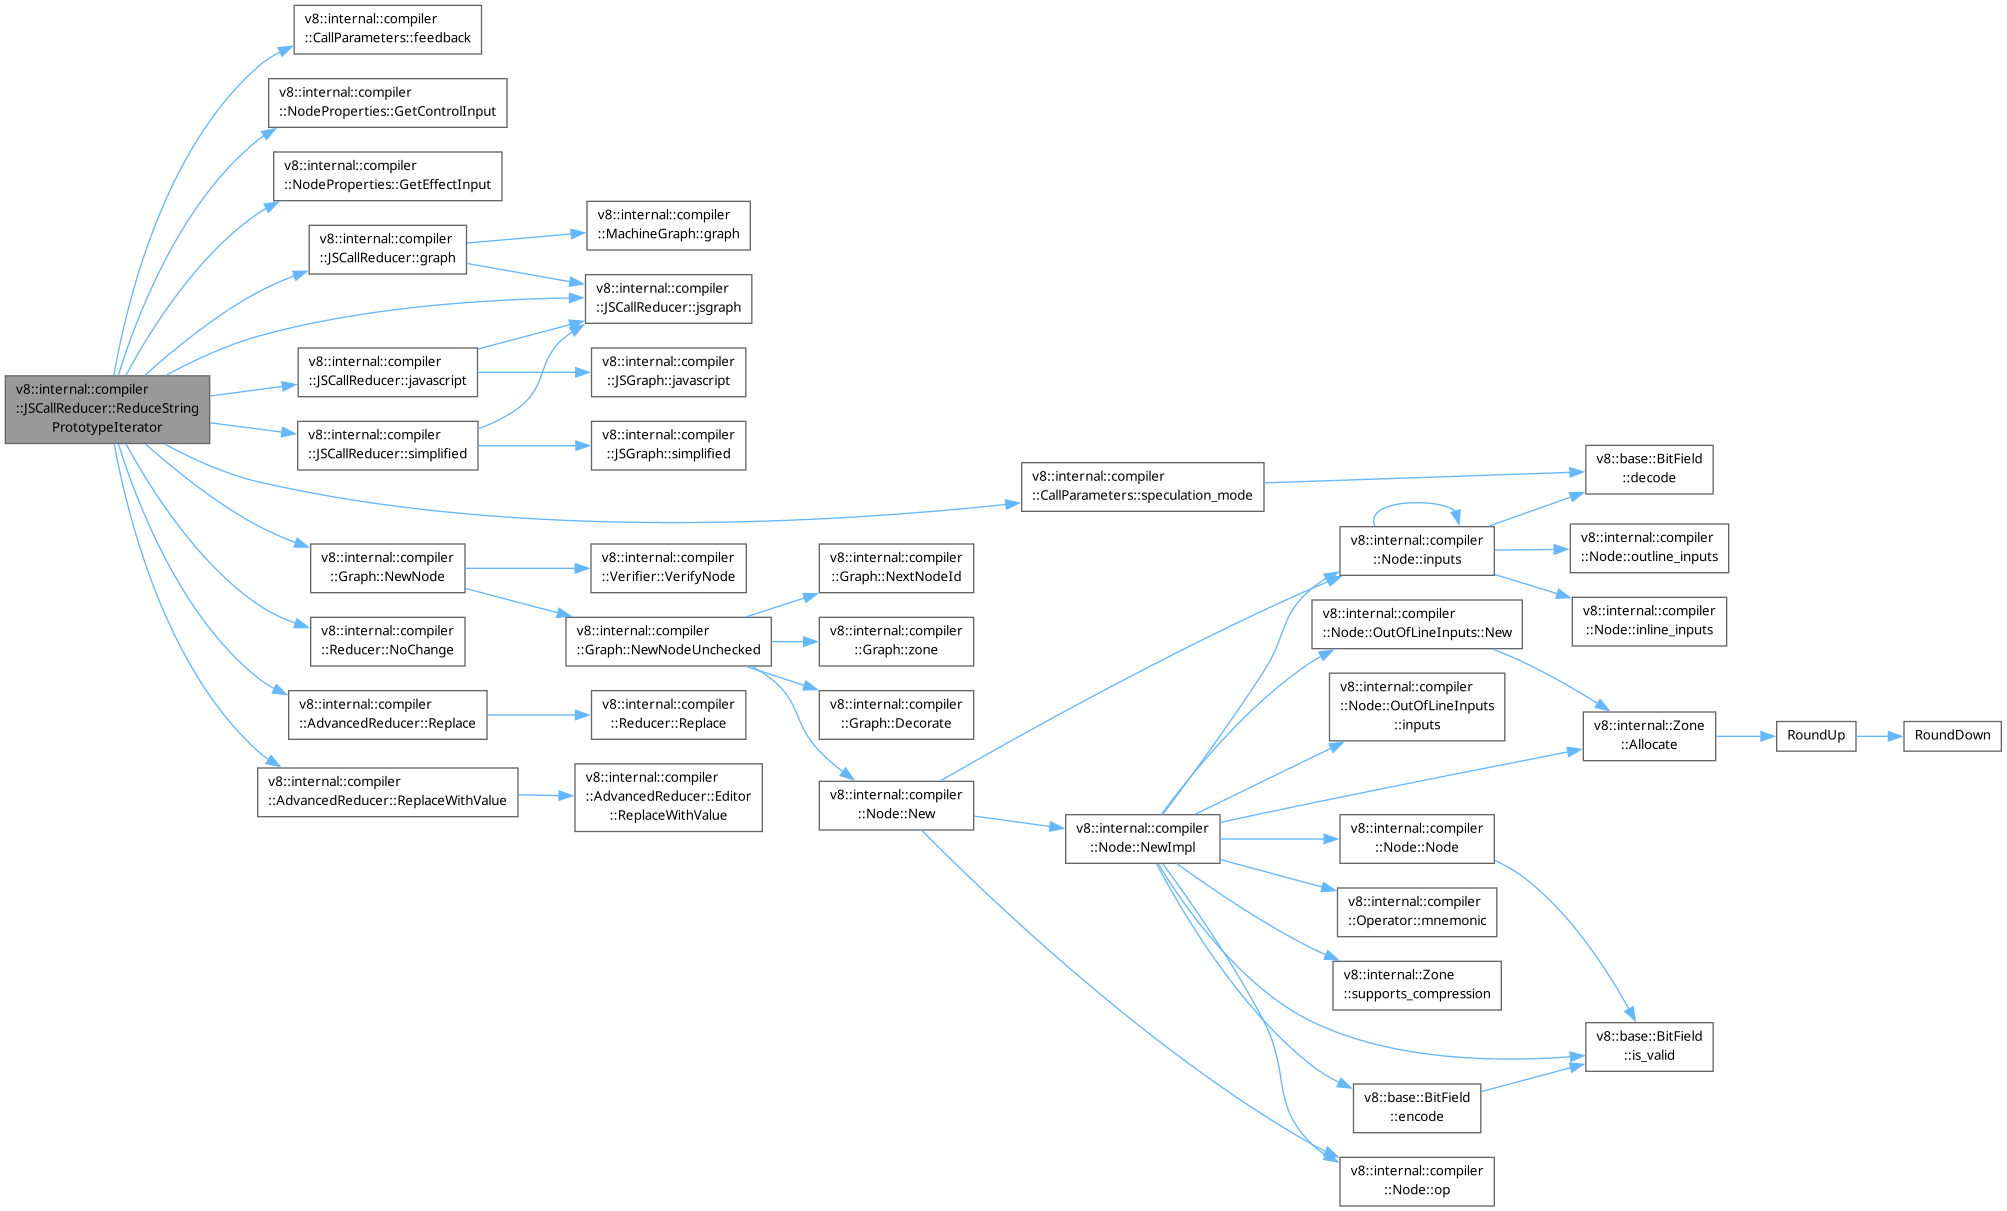 v8::internal::compiler
::JSCallReducer::ReduceString
PrototypeIterator
v8::internal::compiler
::CallParameters::feedback
v8::internal::compiler
::NodeProperties::GetControlInput
v8::internal::compiler
::NodeProperties::GetEffectInput
v8::internal::compiler
::JSCallReducer::graph
v8::internal::compiler
::MachineGraph::graph
v8::internal::compiler
::JSCallReducer::jsgraph
v8::internal::compiler
::JSCallReducer::javascript
v8::internal::compiler
::JSGraph::javascript
v8::internal::compiler
::JSCallReducer::simplified
v8::internal::compiler
::JSGraph::simplified
v8::internal::compiler
::CallParameters::speculation_mode
v8::base::BitField
::decode
v8::internal::compiler
::Graph::NewNode
v8::internal::compiler
::Verifier::VerifyNode
v8::internal::compiler
::Graph::NewNodeUnchecked
v8::internal::compiler
::Graph::NextNodeId
v8::internal::compiler
::Graph::zone
v8::internal::compiler
::Graph::Decorate
v8::internal::compiler
::Node::New
v8::internal::compiler
::Node::inputs
v8::internal::compiler
::Node::outline_inputs
v8::internal::compiler
::Node::inline_inputs
v8::internal::compiler
::Node::NewImpl
v8::internal::compiler
::Node::OutOfLineInputs::New
v8::internal::compiler
::Node::OutOfLineInputs
::inputs
v8::internal::Zone
::Allocate
RoundUp
RoundDown
v8::internal::compiler
::Node::Node
v8::internal::compiler
::Operator::mnemonic
v8::internal::Zone
::supports_compression
v8::base::BitField
::is_valid
v8::base::BitField
::encode
v8::internal::compiler
::Node::op
v8::internal::compiler
::Reducer::NoChange
v8::internal::compiler
::AdvancedReducer::Replace
v8::internal::compiler
::Reducer::Replace
v8::internal::compiler
::AdvancedReducer::ReplaceWithValue
v8::internal::compiler
::AdvancedReducer::Editor
::ReplaceWithValue